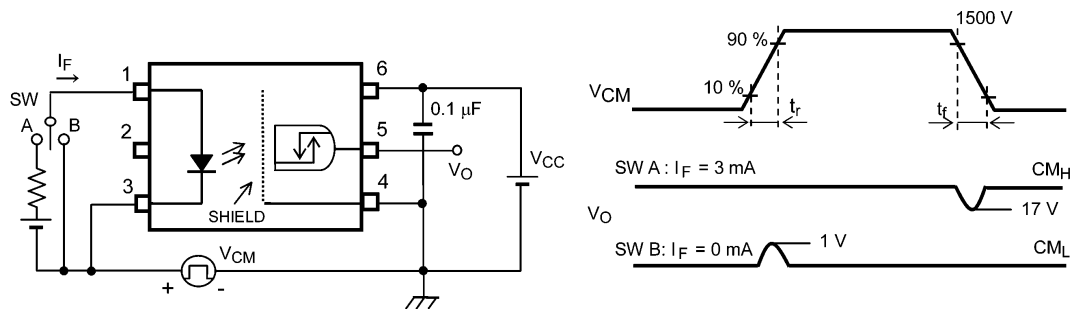 I_F
SW
A
B
1
2
3
SHIELD
6
5
4
0.1 μF
V_O
V_CC
V_CM
+
-
1500 V
90 %
10 %
V_CM
t_r
t_f
SW A : I_F = 3 mA
CM_H
17 V
V_O
1 V
SW B: I_F = 0 mA
CM_L